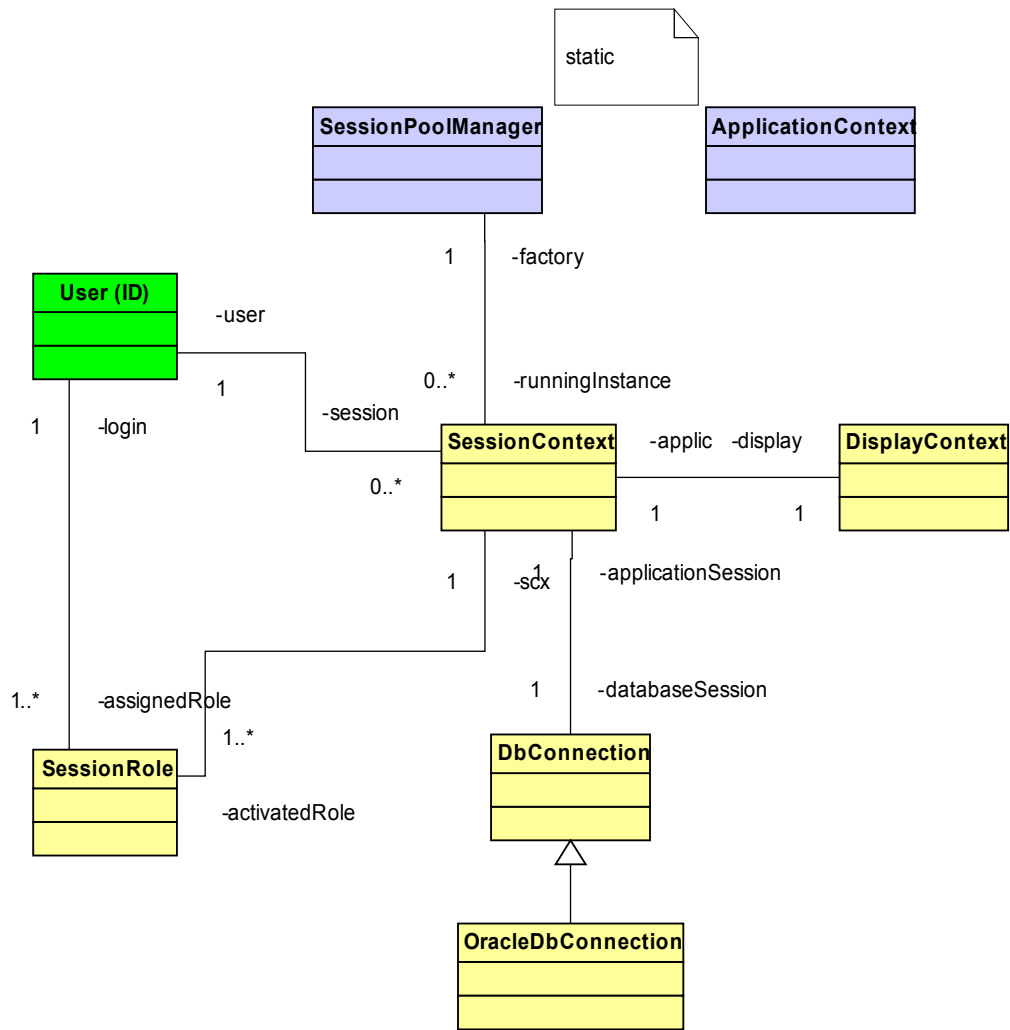 static
SessionPoolManager
ApplicationContext
1 -factory
User (ID)
-user
1
0..* -runningInstance
-session
1 -login
SessionContext
-applic -display
DisplayContext
0..*
1 1
1 -scx
1 -applicationSession
1..* -assignedRole
1 -databaseSession
1..*
SessionRole
DbConnection
-activatedRole
OracleDbConnection